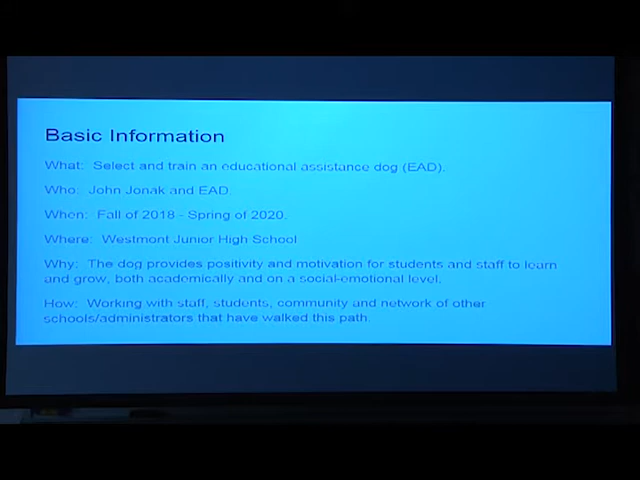 Basic Information
What: Select and train an educational assistance dog (EAD).
Who: John Jonak and EAD.
When: Fall of 2018 - Spring of 2020.
Where: Westmont Junior High School
Why: The dog provides positivity and motivation for students and staff to learn
and grow, both academically and on a social-emotional level.
How: Working with staff, students, community and network of other
schools/administrators that have walked this path.